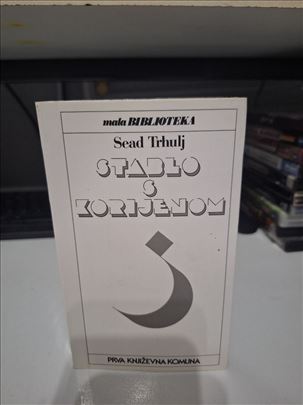 mala BIBLIOTEKA
Sead Trhulj
STABLO
S
KORIJENOM
ز
PRVA KNJIŽEVNA KOMUNA